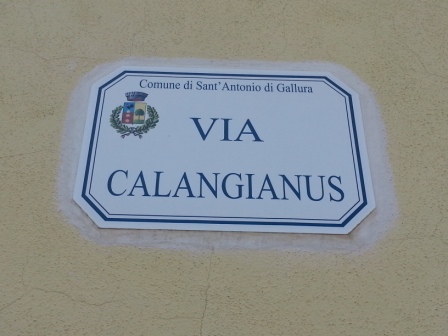 Comune di Sant'Antonio di Gallura
VIA
CALANGIANUS